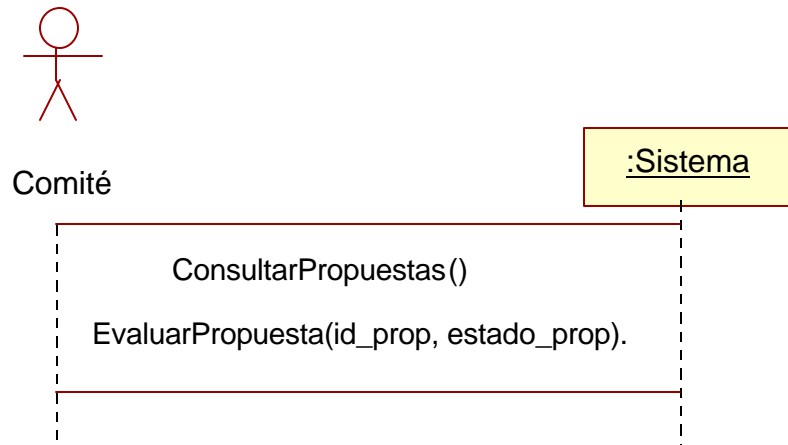 :Sistema
Comité
ConsultarPropuestas()
EvaluarPropuesta(id_prop, estado_prop).